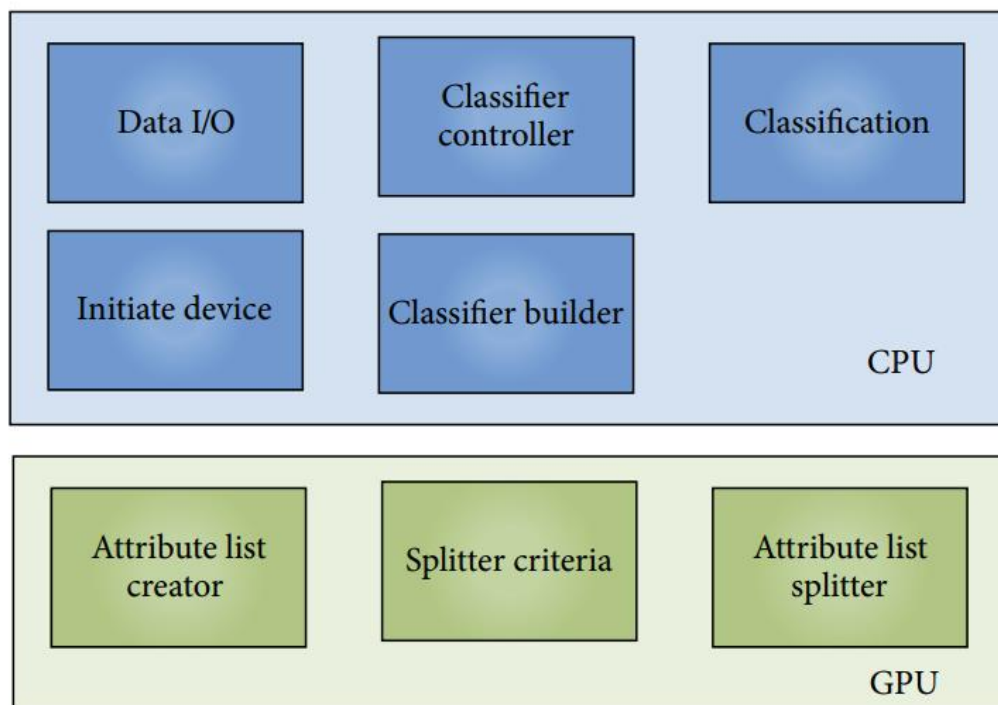 Data I/O
Classifier
controller
Classification
Initiate device
Classifier builder
CPU
Attribute list
creator
Splitter criteria
Attribute list
splitter
GPU